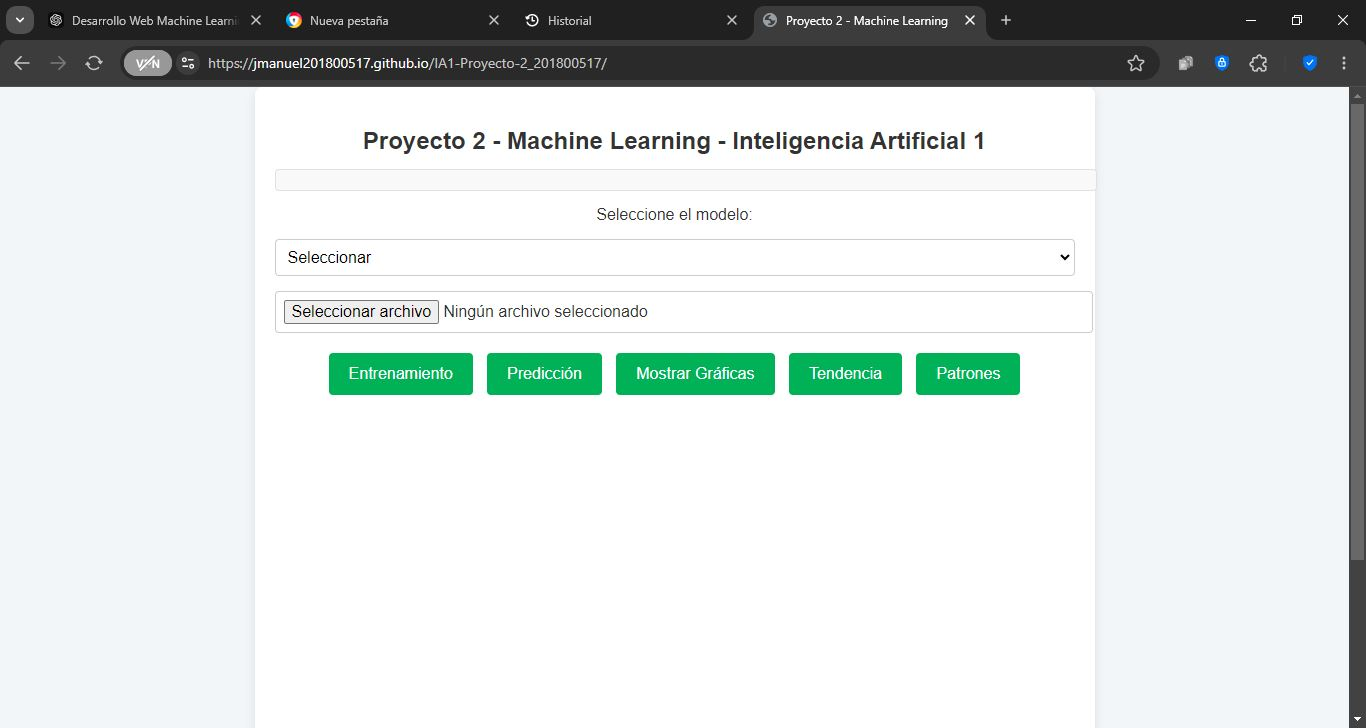 Desarrollo Web Machine Learni
Nueva pestaña
Historial
Proyecto 2 - Machine Learning
VPN
https://jmanuel201800517.github.io/IA1-Proyecto-2_201800517/
Proyecto 2 - Machine Learning - Inteligencia Artificial 1
Seleccione el modelo:
Seleccionar
Seleccionar archivo Ningún archivo seleccionado
Entrenamiento Predicción Mostrar Gráficas Tendencia Patrones